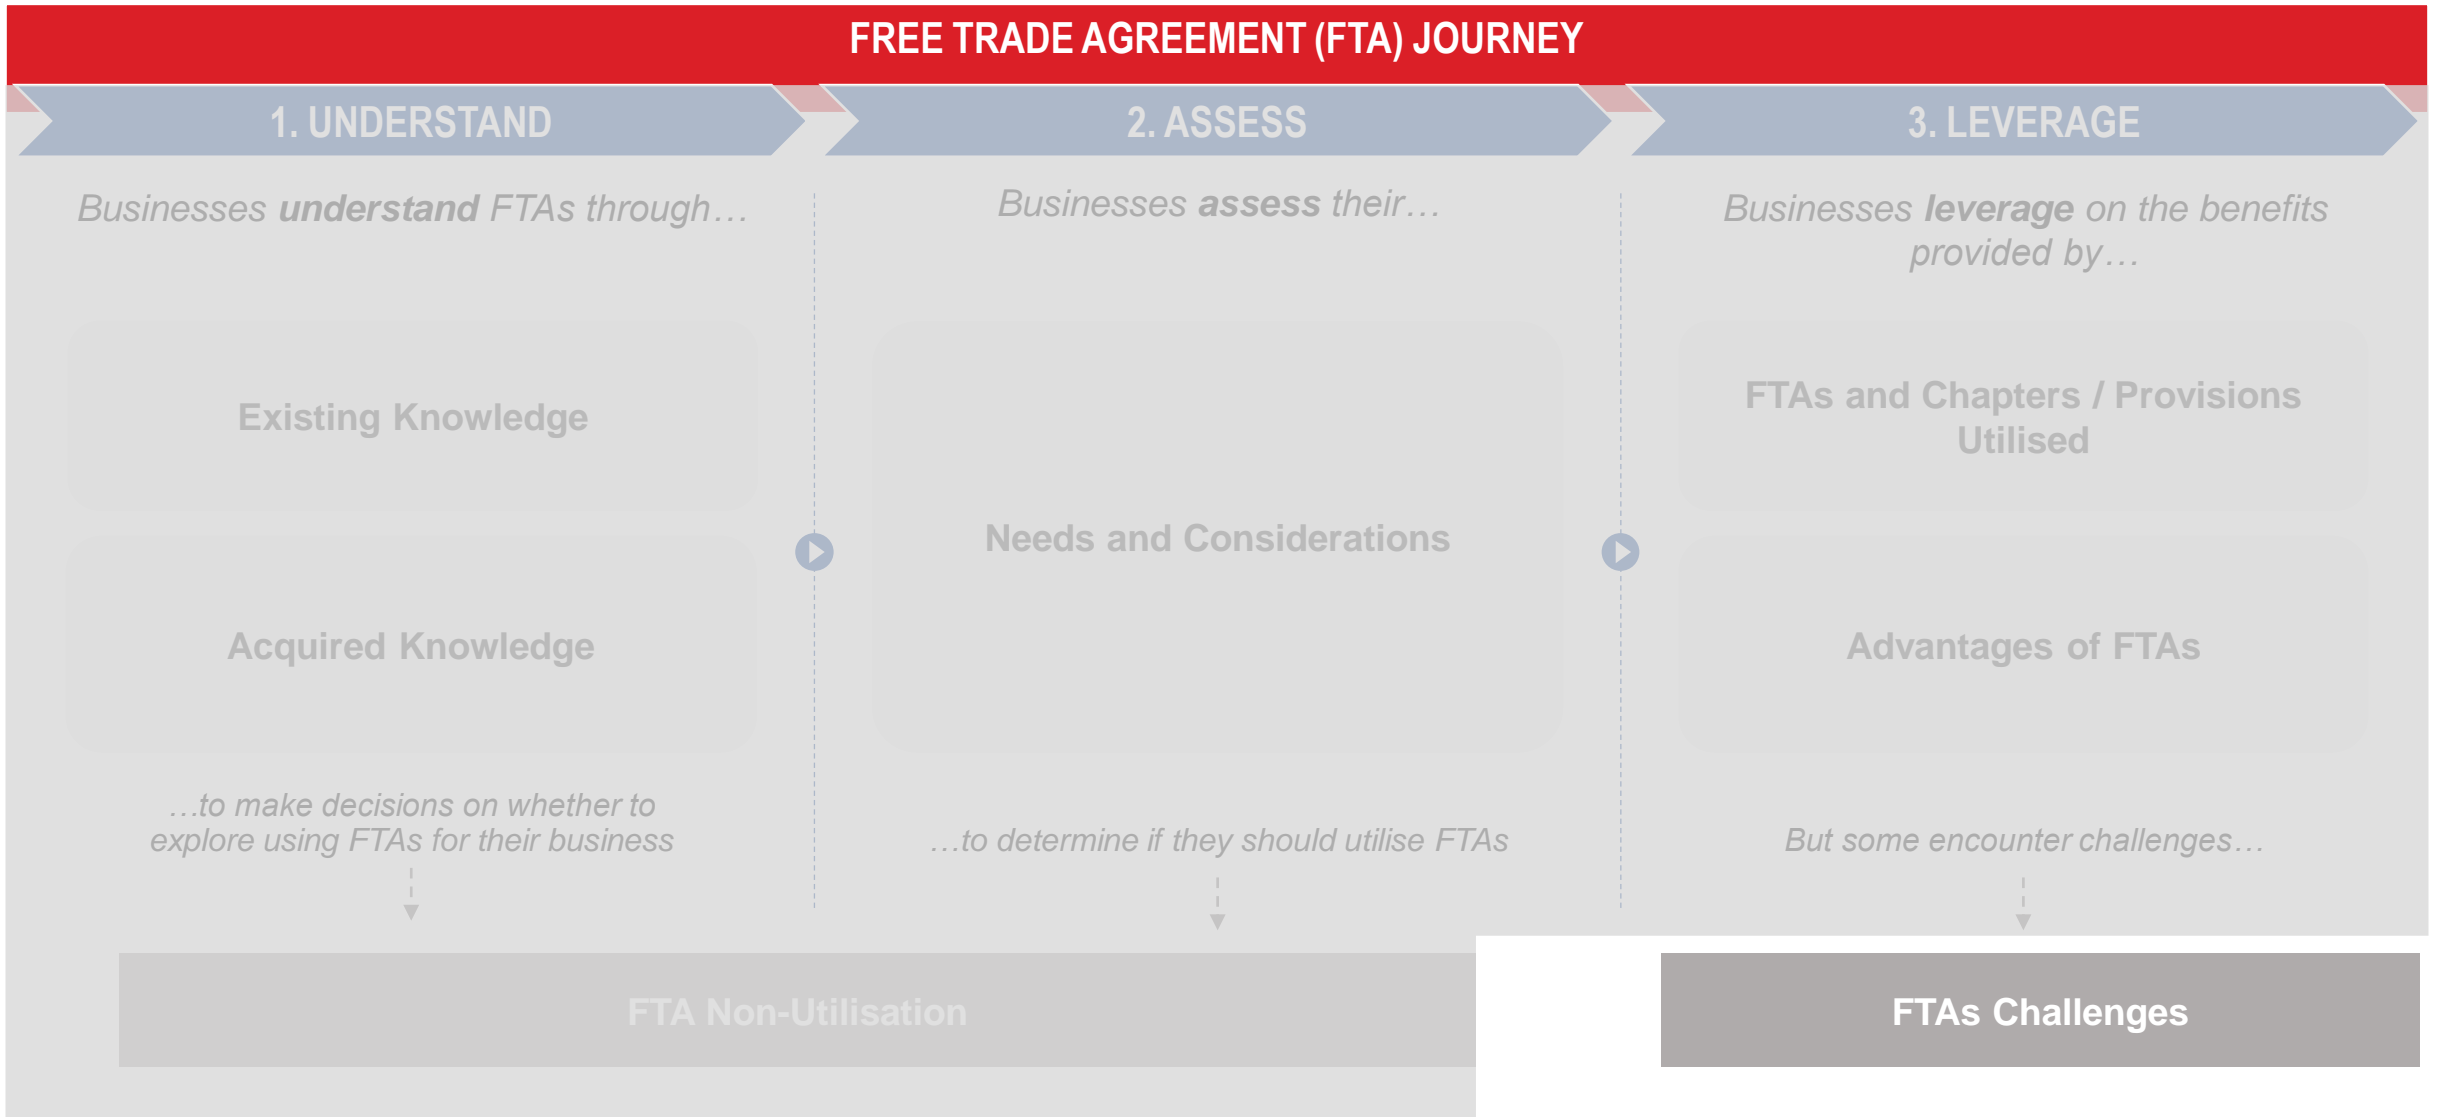 FREE TRADE AGREEMENT (FTA) JOURNEY
1. UNDERSTAND
2. ASSESS
3. LEVERAGE
Businesses understand FTAs through…
Businesses assess their…
Businesses leverage on the benefits
provided by…
Existing Knowledge
Acquired Knowledge
Needs and Considerations
FTAs and Chapters / Provisions
Utilised
Advantages of FTAs
…to make decisions on whether to
explore using FTAs for their business
…to determine if they should utilise FTAs
But some encounter challenges…
FTA Non-Utilisation
FTAs Challenges